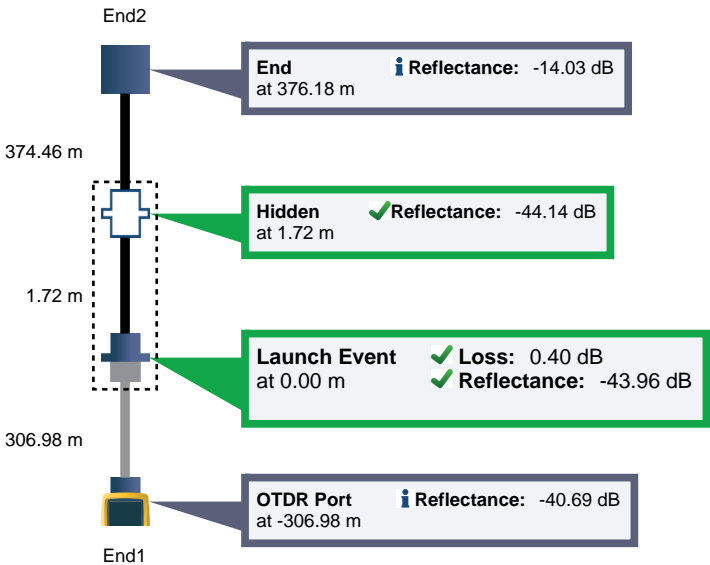 End2
End i Reflectance: -14.03 dB
at 376.18 m
374.46 m
Hidden Reflectance: -44.14 dB
at 1.72 m
1.72 m
Launch Event Loss: 0.40 dB
at 0.00 m Reflectance: -43.96 dB
306.98 m
OTDR Port i Reflectance: -40.69 dB
at -306.98 m
End1